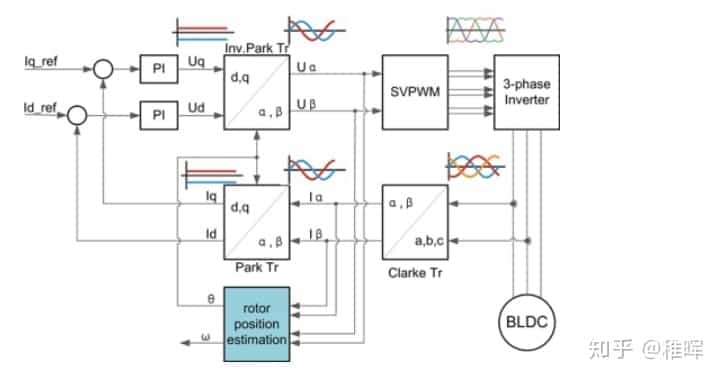 Inv.Park Tr
Iq_ref
PI
Uq
d,q
U α
SVPWM
3-phase
Inverter
Id_ref
PI
Ud
α , β
U β
Iq
d,q
I α
α , β
Id
α , β
I β
a,b,c
Park Tr
Clarke Tr
θ
rotor
position
estimation
ω
BLDC
知乎 @稚晖